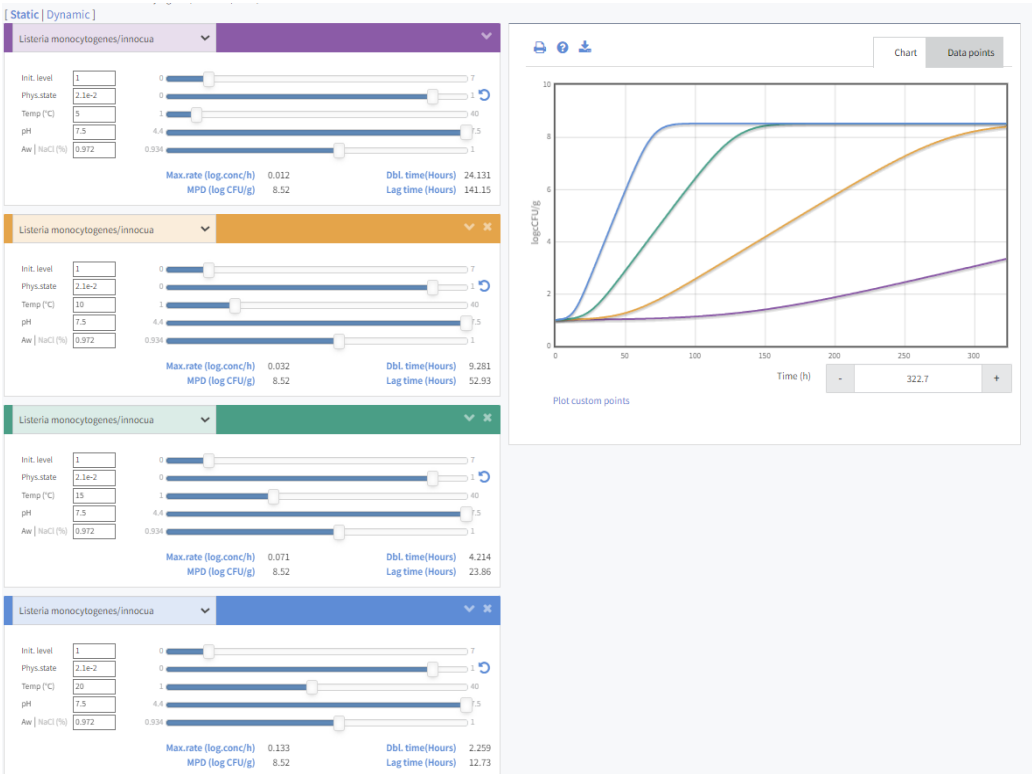 [ Static | Dynamic ]
Listeria monocytogenes/innocua
Init. level 1 0 7
Phys.state 2.1e-2 0 1
Temp (°C) 5 1 40
pH 7.5 4.4 7.5
Aw | NaCl (%) 0.972 0.934 1
Max.rate (log.conc/h) 0.012 Dbl. time(Hours) 24.131
MPD (log CFU/g) 8.52 Lag time (Hours) 141.15
Listeria monocytogenes/innocua
Init. level 1 0 7
Phys.state 2.1e-2 0 1
Temp (°C) 10 1 40
pH 7.5 4.4 7.5
Aw | NaCl (%) 0.972 0.934 1
Max.rate (log.conc/h) 0.032 Dbl. time(Hours) 9.281
MPD (log CFU/g) 8.52 Lag time (Hours) 52.93
Listeria monocytogenes/innocua
Init. level 1 0 7
Phys.state 2.1e-2 0 1
Temp (°C) 15 1 40
pH 7.5 4.4 7.5
Aw | NaCl (%) 0.972 0.934 1
Max.rate (log.conc/h) 0.071 Dbl. time(Hours) 4.214
MPD (log CFU/g) 8.52 Lag time (Hours) 23.86
Listeria monocytogenes/innocua
Init. level 1 0 7
Phys.state 2.1e-2 0 1
Temp (°C) 20 1 40
pH 7.5 4.4 7.5
Aw | NaCl (%) 0.972 0.934 1
Max.rate (log.conc/h) 0.133 Dbl. time(Hours) 2.259
MPD (log CFU/g) 8.52 Lag time (Hours) 12.73
Chart Data points
10
8
6
4
2
0
logcCFU/g
0 50 100 150 200 250 300
Time (h) - 322.7 +
Plot custom points